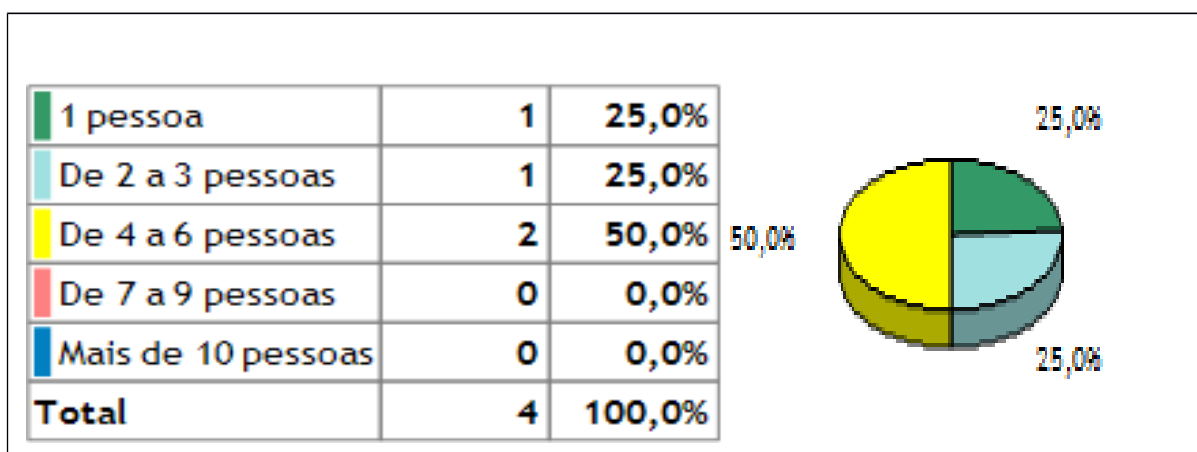 1 pessoa 1 25,0%
De 2 a 3 pessoas 1 25,0%
De 4 a 6 pessoas 2 50,0%
De 7 a 9 pessoas 0 0,0%
Mais de 10 pessoas 0 0,0%
Total 4 100,0%
25,0%
50,0%
25,0%